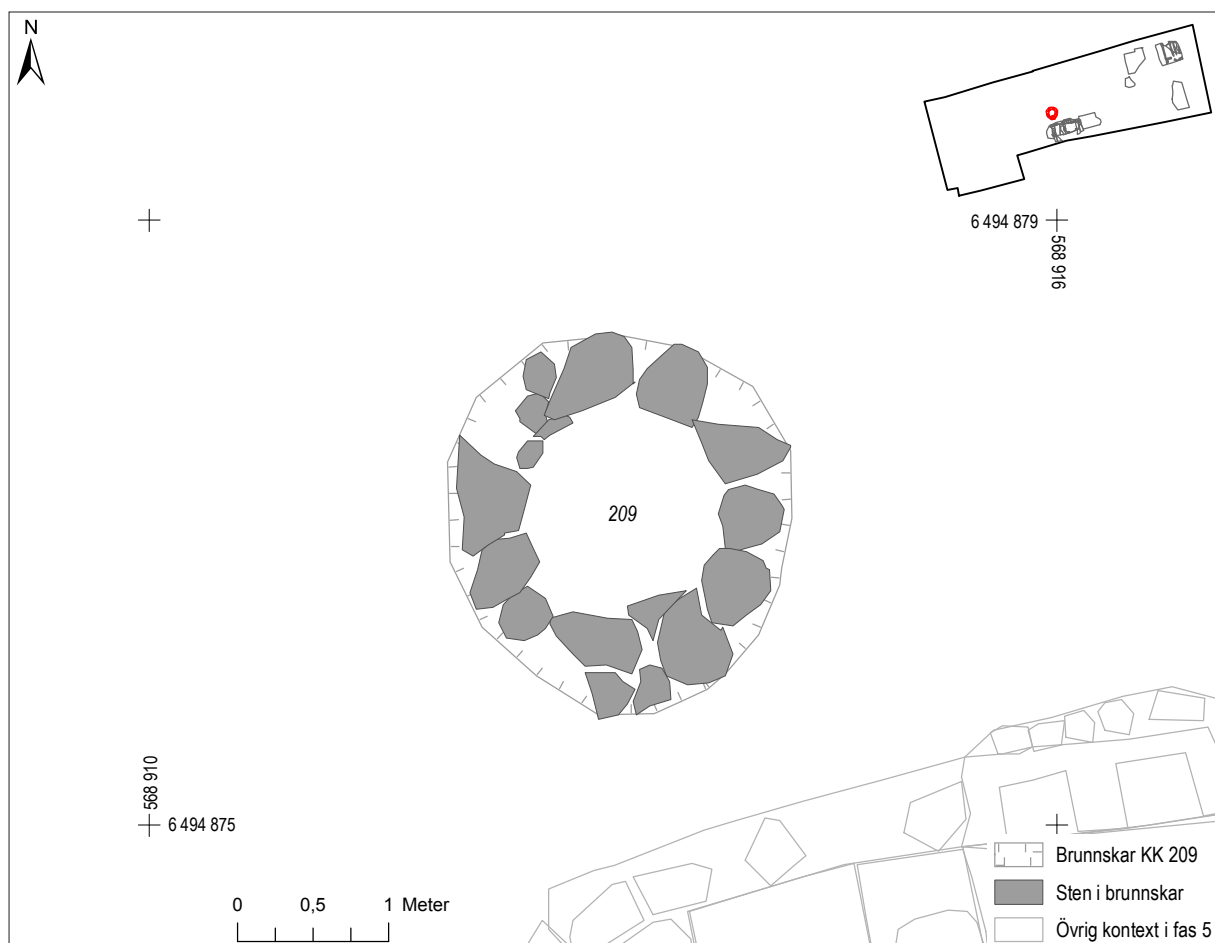 N
6 494 879
568 916
209
568 910
6 494 875
0 0,5 1 Meter
Brunnskar KK 209
Sten i brunnskar
Övrig kontext i fas 5